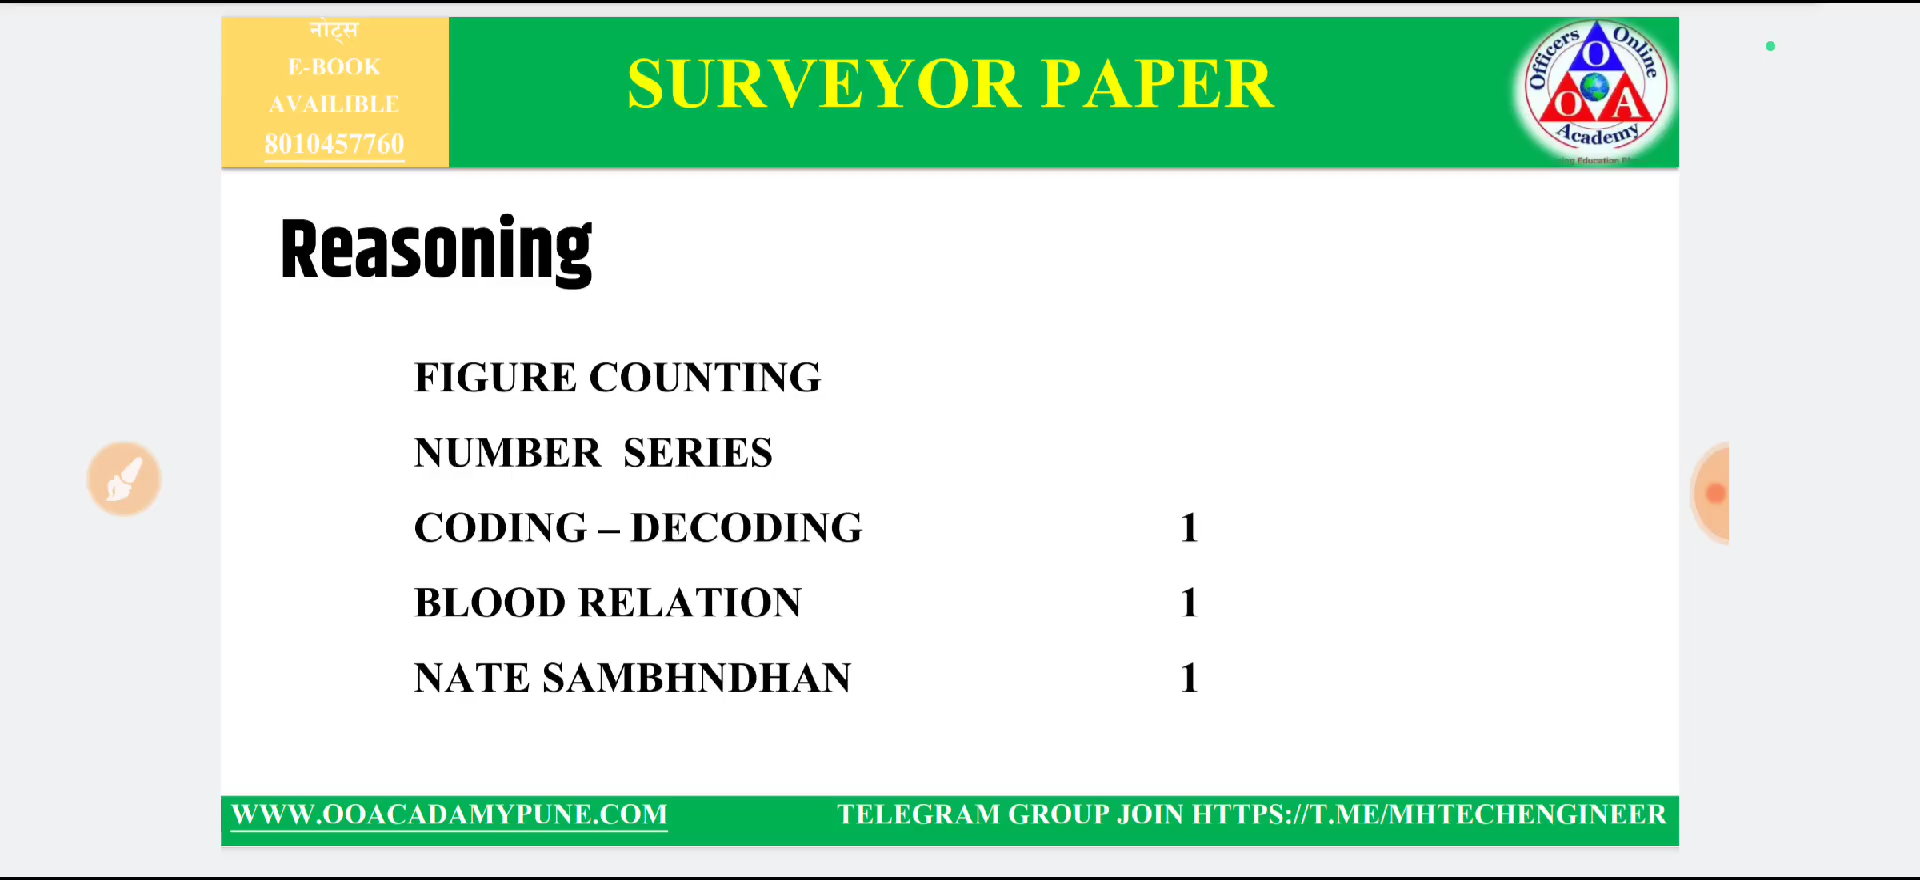 नोट्स
E-BOOK
AVAILIBLE
8010457760
SURVEYOR PAPER
Officers Online
O
O A
Academy
Reasoning
FIGURE COUNTING
NUMBER SERIES
CODING – DECODING 1
BLOOD RELATION 1
NATE SAMBHNDHAN 1
WWW.OOACADAMYPUNE.COM
TELEGRAM GROUP JOIN HTTPS://T.ME/MHTECHENGINEER